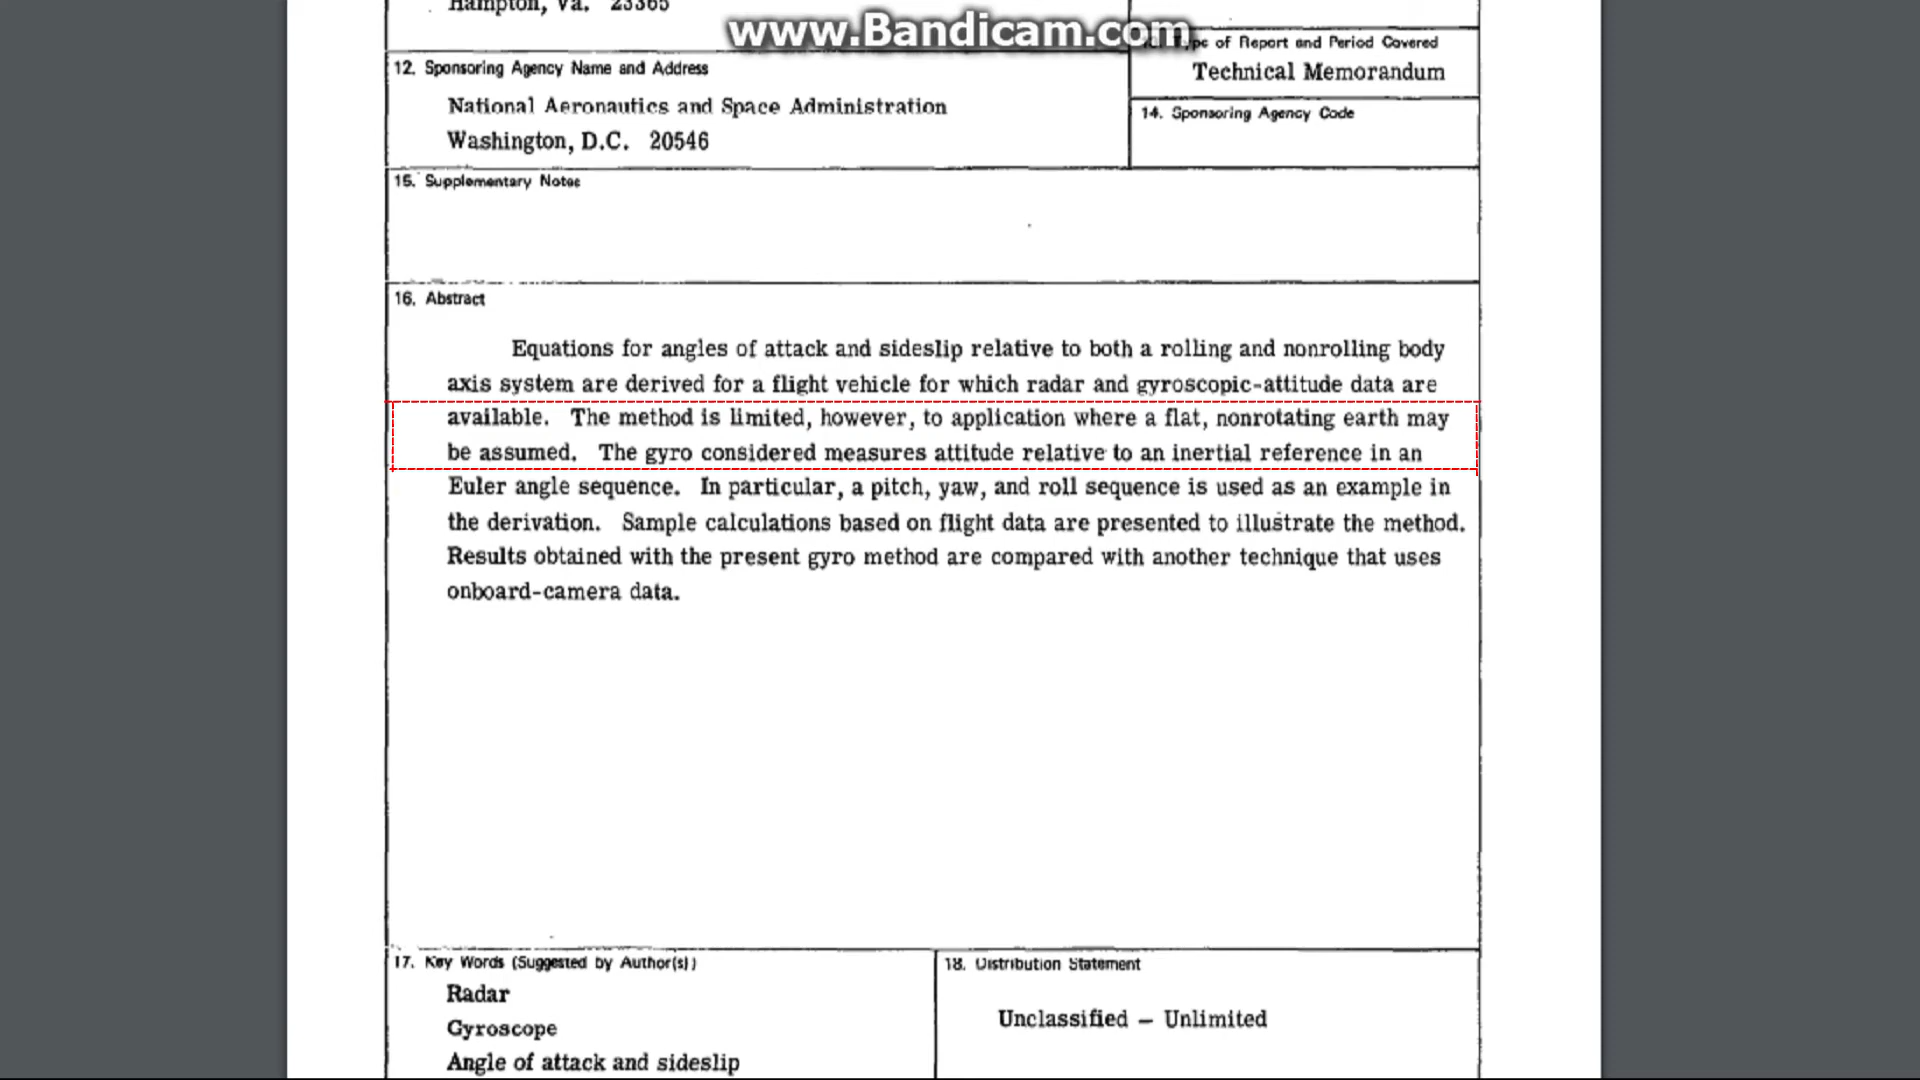 Hampton, Va. 23365
www.Bandicam.com
Type of Report and Period Covered
Technical Memorandum
12. Sponsoring Agency Name and Address
National Aeronautics and Space Administration
Washington, D.C. 20546
14. Sponsoring Agency Code
15. Supplementary Notes
16. Abstract
Equations for angles of attack and sideslip relative to both a rolling and nonrolling body
axis system are derived for a flight vehicle for which radar and gyroscopic-attitude data are
available. The method is limited, however, to application where a flat, nonrotating earth may
be assumed. The gyro considered measures attitude relative to an inertial reference in an
Euler angle sequence. In particular, a pitch, yaw, and roll sequence is used as an example in
the derivation. Sample calculations based on flight data are presented to illustrate the method.
Results obtained with the present gyro method are compared with another technique that uses
onboard-camera data.
17. Key Words (Suggested by Author(s))
Radar
Gyroscope
Angle of attack and sideslip
18. Distribution Statement
Unclassified – Unlimited